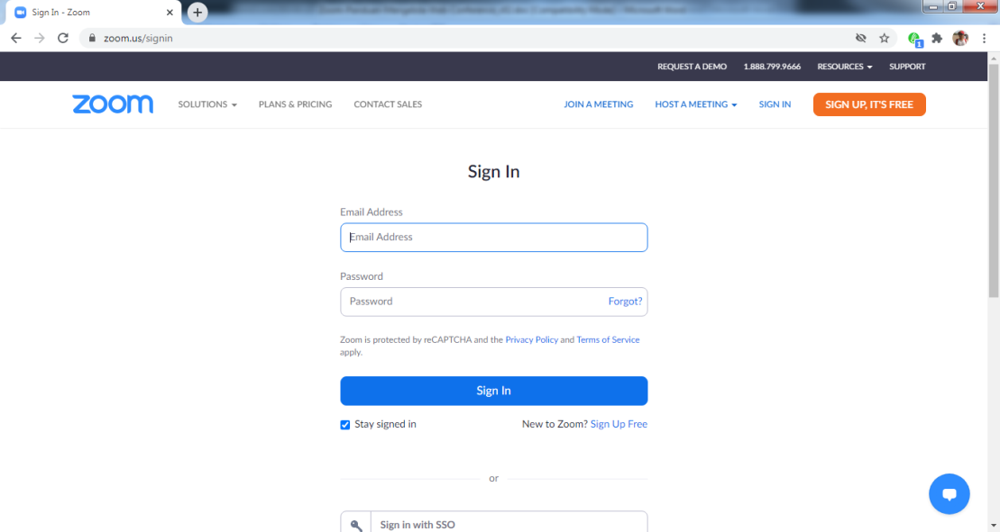 Sign In - Zoom
zoom.us/signin
1
REQUEST A DEMO 1.888.799.9666 RESOURCES SUPPORT
zoom SOLUTIONS PLANS & PRICING CONTACT SALES JOIN A MEETING HOST A MEETING SIGN IN SIGN UP, IT'S FREE
Sign In
Email Address
Email Address
Password
Password Forgot?
Zoom is protected by reCAPTCHA and the Privacy Policy and Terms of Service
apply.
Sign In
Stay signed in New to Zoom? Sign Up Free
or
Sign in with SSO